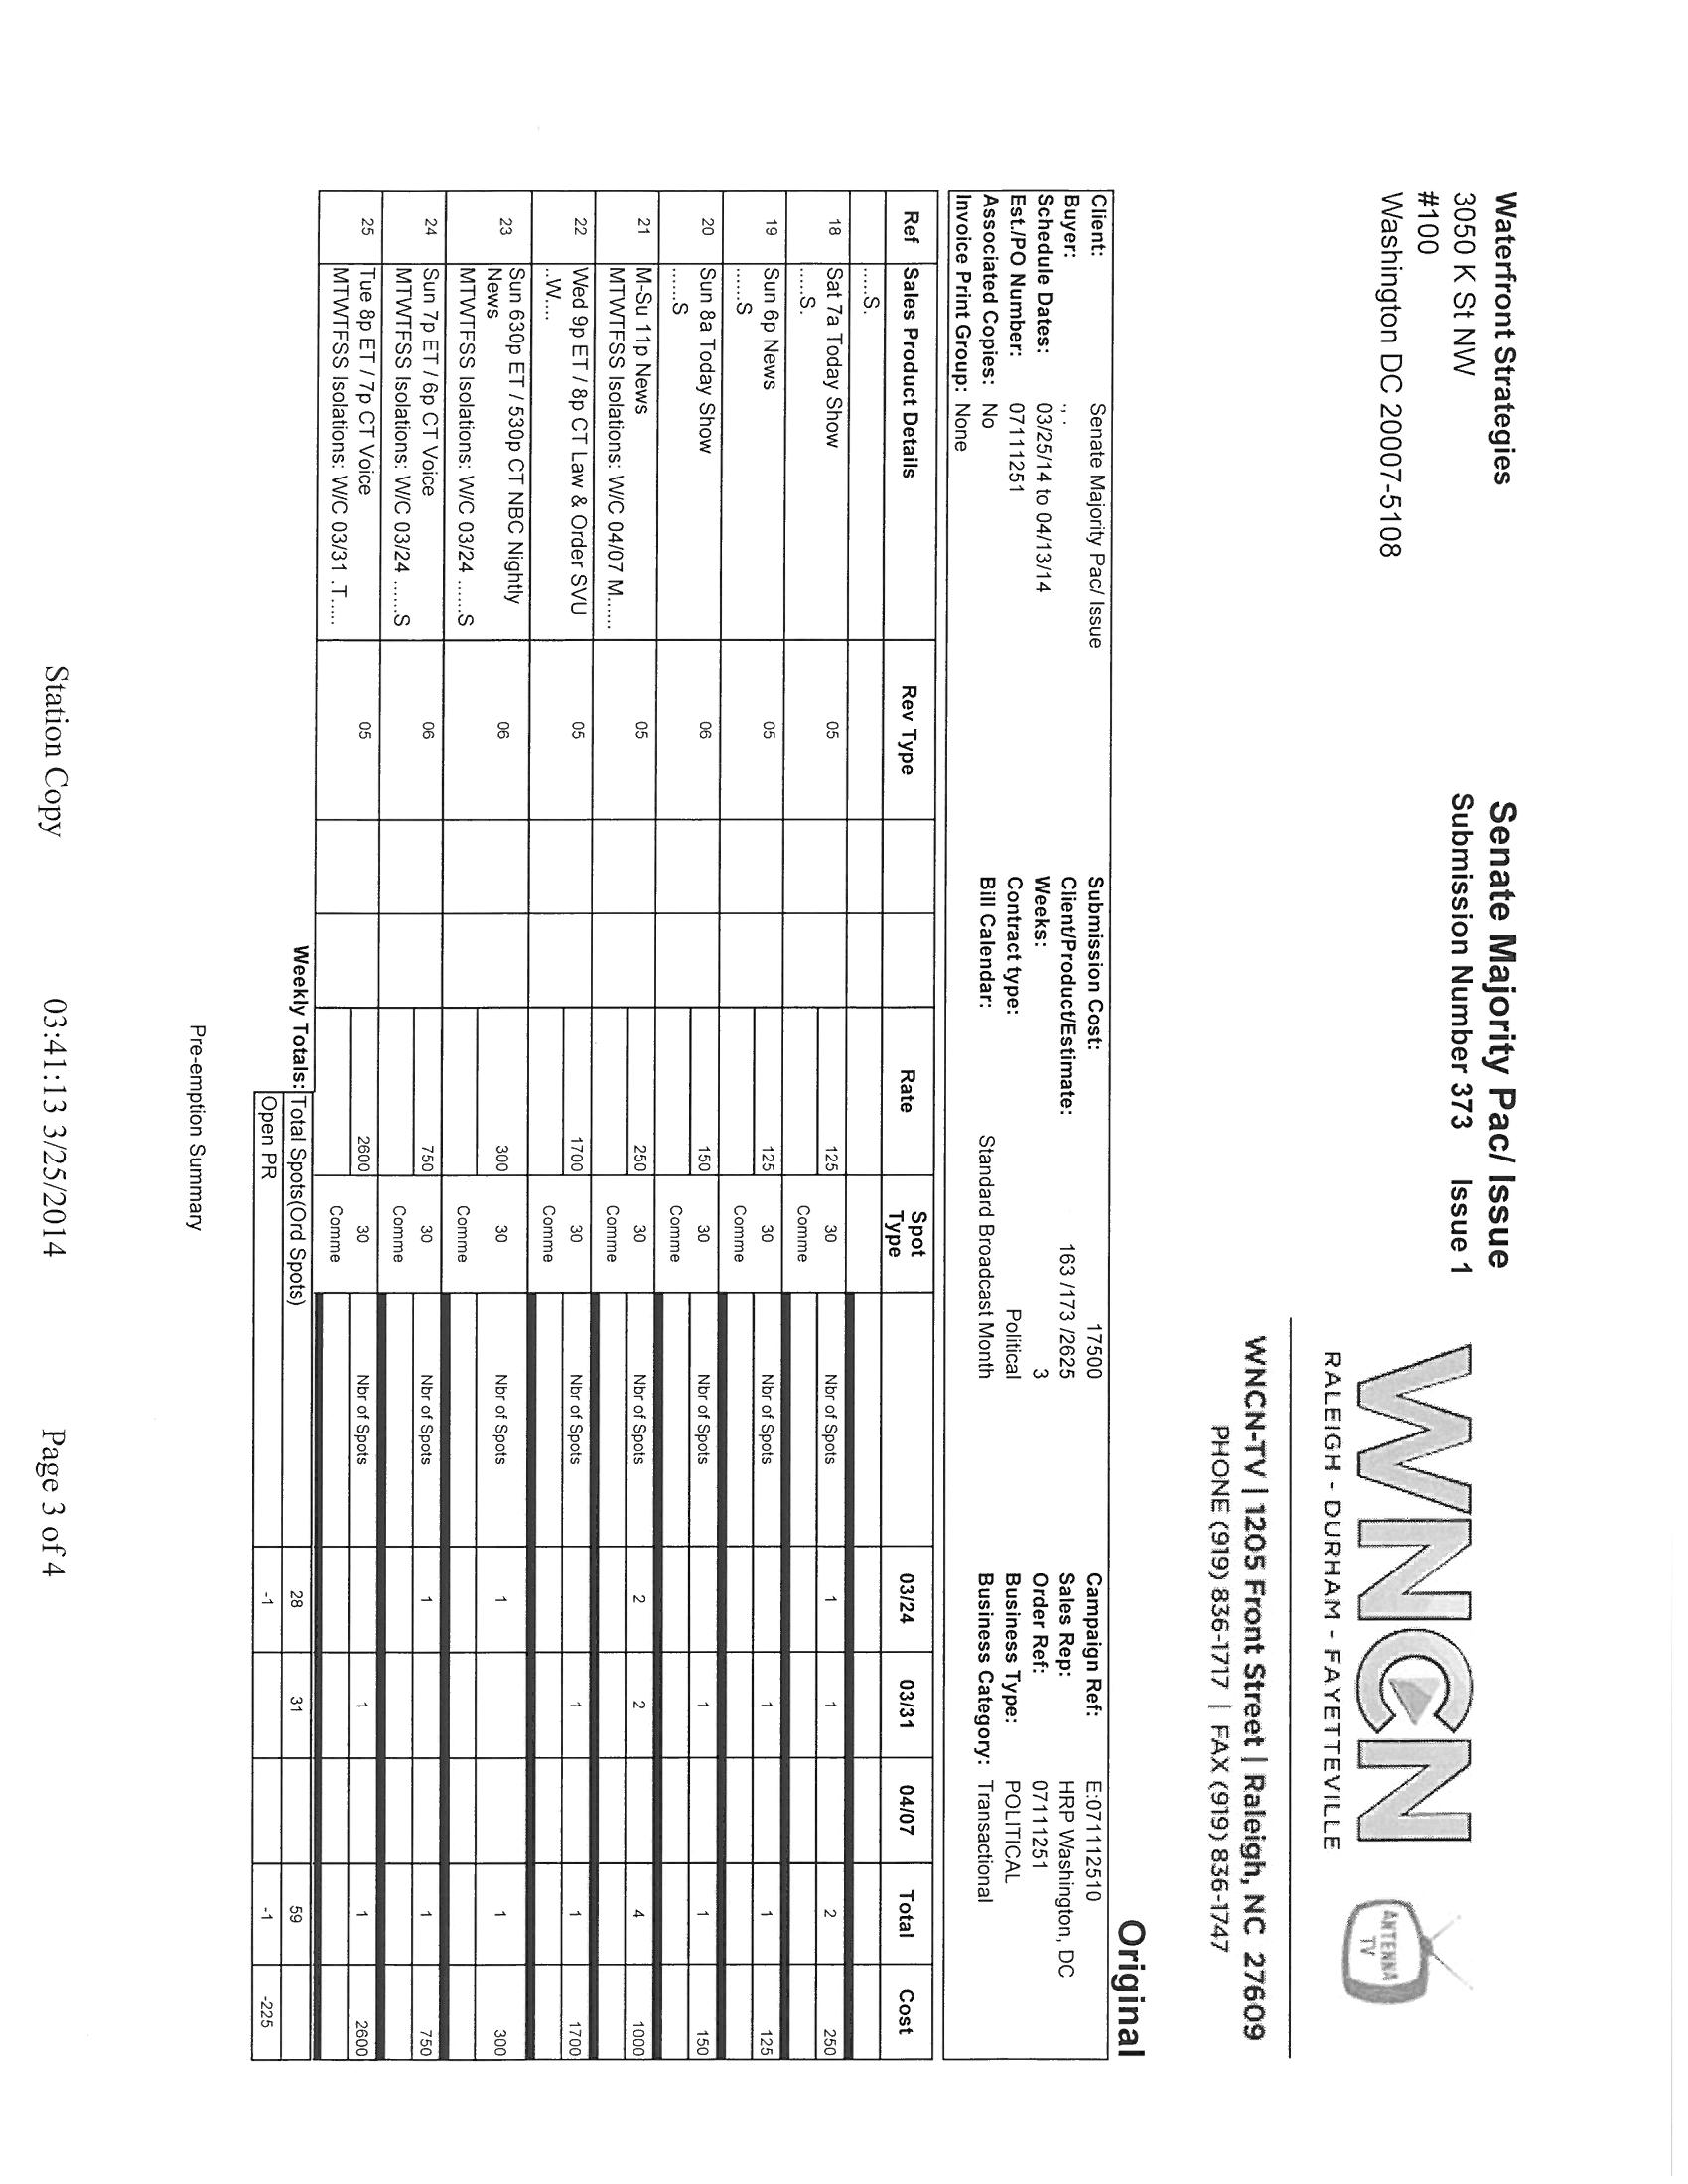 Waterfront Strategies
3050 K St NW
#100
Washington DC 20007-5108
Senate Majority Pac/ Issue
Submission Number 373 Issue 1
WNCN
RALEIGH - DURHAM - FAYETTEVILLE
ANTENNA
TV
WNCN-TV | 1205 Front Street | Raleigh, NC 27609
PHONE (919) 836-1717 | FAX (919) 836-1747
Original
Client: Senate Majority Pac/ Issue Submission Cost: 17500 Campaign Ref: E:071112510
Buyer: ., . Client/Product/Estimate: 163 /173 /2625 Sales Rep: HRP Washington, DC
Schedule Dates: 03/25/14 to 04/13/14 Weeks: 3 Order Ref: 07111251
Est./PO Number: 07111251 Contract type: Political Business Type: POLITICAL
Associated Copies: No Bill Calendar: Standard Broadcast Month Business Category: Transactional
Invoice Print Group: None
Ref Sales Product Details Rev Type Rate Spot Type 03/24 03/31 04/07 Total Cost
.....S.
18 Sat 7a Today Show 05 125 30 Nbr of Spots 1 1 2 250
.....S. Comme
19 Sun 6p News 05 125 30 Nbr of Spots 1 1 125
......S Comme
20 Sun 8a Today Show 06 150 30 Nbr of Spots 1 1 150
......S Comme
21 M-Su 11p News 05 250 30 Nbr of Spots 2 2 4 1000
MTWTFSS Isolations: W/C 04/07 M...... Comme
22 Wed 9p ET / 8p CT Law & Order SVU 05 1700 30 Nbr of Spots 1 1 1700
..W.... Comme
23 Sun 630p ET / 530p CT NBC Nightly 06 300 30 Nbr of Spots 1 1 300
News
MTWTFSS Isolations: W/C 03/24 ......S Comme
24 Sun 7p ET / 6p CT Voice 06 750 30 Nbr of Spots 1 1 750
MTWTFSS Isolations: W/C 03/24 ......S Comme
25 Tue 8p ET / 7p CT Voice 05 2600 30 Nbr of Spots 1 1 2600
MTWTFSS Isolations: W/C 03/31 .T..... Comme
Weekly Totals: Total Spots(Ord Spots) 28 31 59
Open PR -1 -1 -225
Pre-emption Summary
Station Copy 03:41:13 3/25/2014 Page 3 of 4